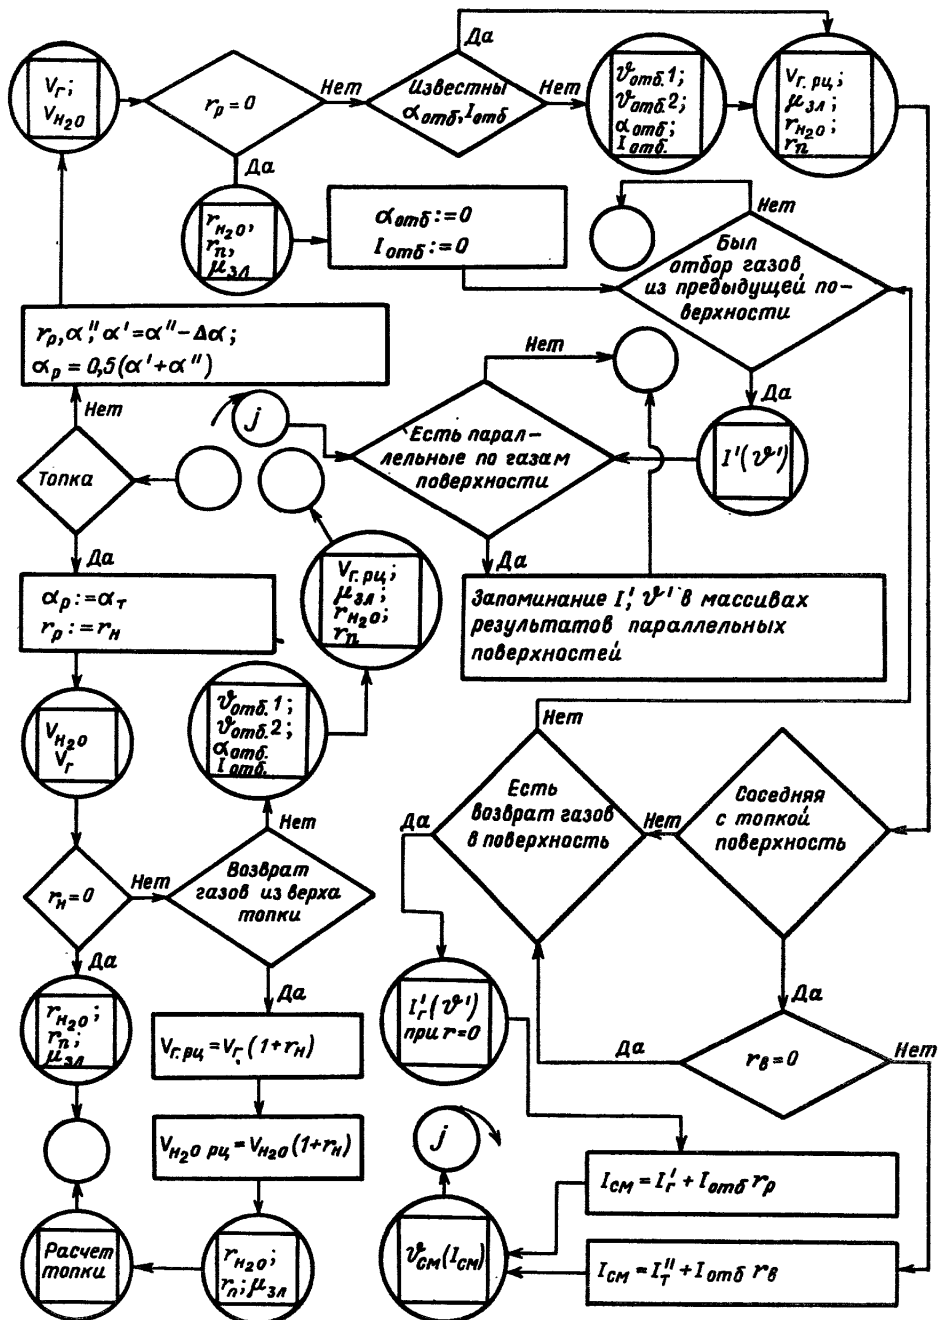 Да
V_г;
V_H₂O
r_р=0
Нет
Известны
α_отб, I_отб
Нет
ϑ_отб.1;
ϑ_отб.2;
α_отб;
I_отб.
V_г.рц;
μ_зл;
r_H₂O;
r_п
Да
r_H₂O,
r_п,
μ_зл
α_отб:=0
I_отб:=0
Нет
Был
отбор газов
из предыдущей по-
верхности
r_р, α'', α'=α''-Δα;
α_р=0,5(α'+α'')
Нет
Да
Нет
j
Есть парал-
лельные по газам
поверхности
I'(ϑ')
Топка
Да
Да
α_р:=α_т
r_р:=r_н
V_г.рц;
μ_зл;
r_H₂O;
r_п
Запоминание I', ϑ' в массивах
результатов параллельных
поверхностей
V_H₂O
V_г
ϑ_отб.1;
ϑ_отб.2;
α_отб.
I_отб.
Нет
Нет
Да
Есть
возврат газов
в поверхность
Нет
Соседняя
с топкой
поверхность
r_н=0
Нет
Возврат
газов из верха
топки
Да
Да
Да
r_H₂O;
r_п;
μ_зл
V_г.рц=V_г(1+r_н)
I'_г(ϑ')
при r=0
Да
r_в=0
Нет
V_H₂O рц=V_H₂O(1+r_н)
j
I_см=I'_г+I_отб r_р
Расчет
топки
r_H₂O;
r_п; μ_зл
ϑ_см(I_см)
I_см=I''_т+I_отб r_в